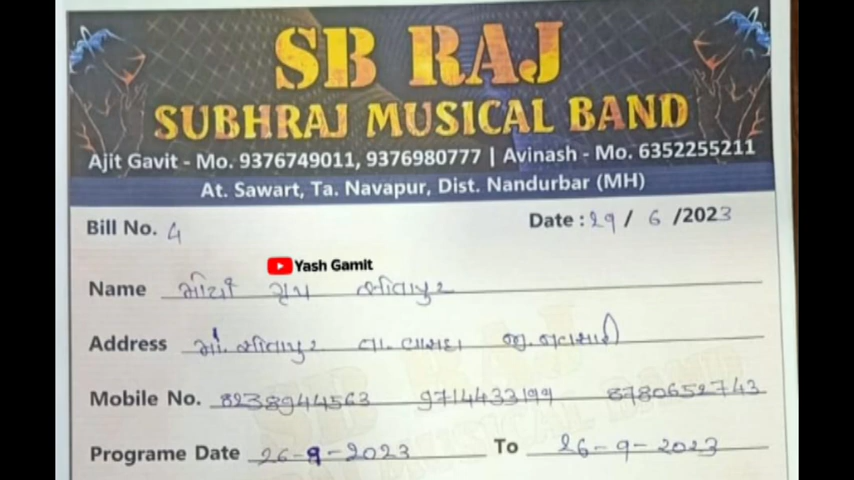 SB RAJ
SUBHRAJ MUSICAL BAND
Ajit Gavit - Mo. 9376749011, 9376980777 | Avinash - Mo. 6352255211
At. Sawart, Ta. Navapur, Dist. Nandurbar (MH)
Bill No. 4 Date : 29 / 6 /2023
Yash Gamit
Name ગૃપ સીતાપુર
Address માં. સીતાપુર તા. વાંસદા જી. નવસારી
Mobile No. 8238944563 9714433199 8780652743
Programe Date 26-9-2023 To 26-9-2023